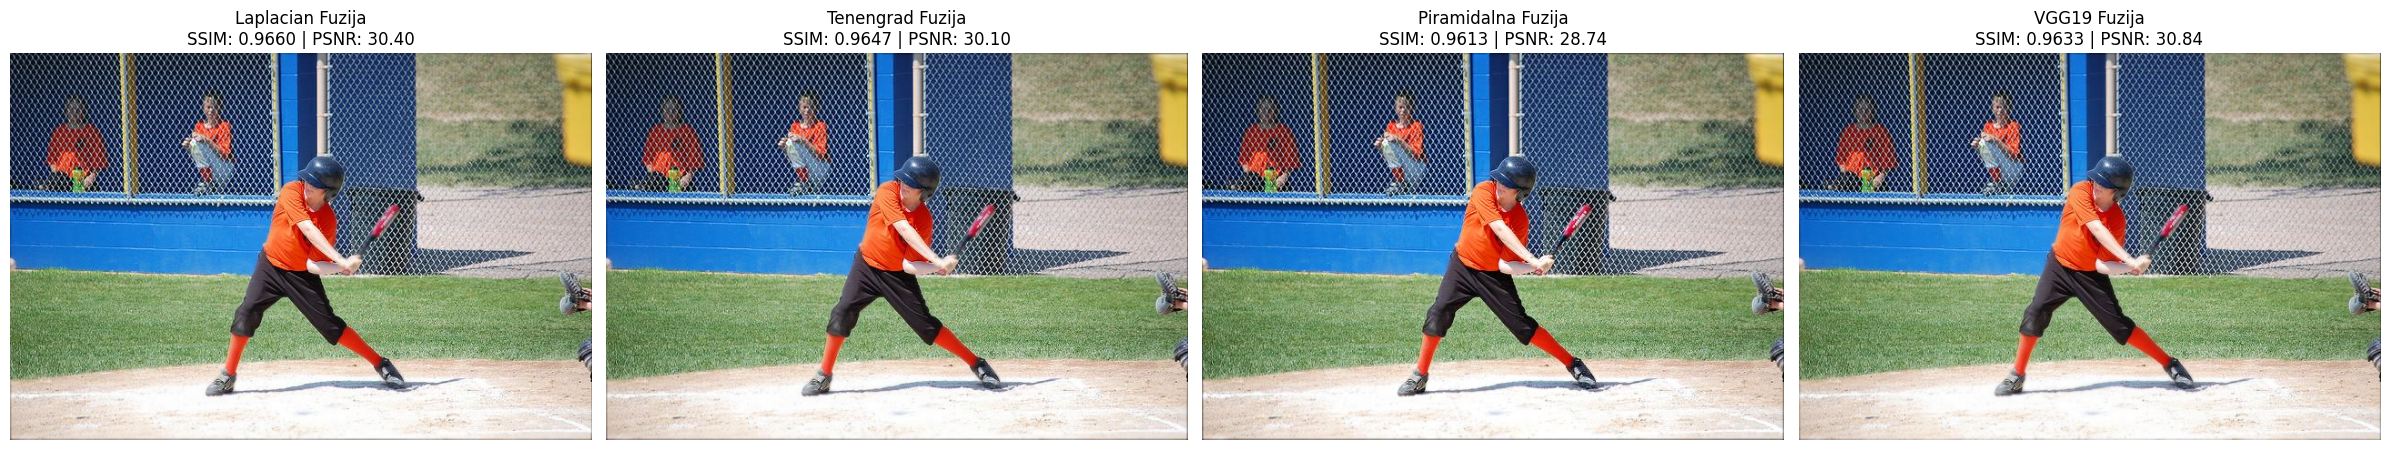 Laplacian Fuzija
SSIM: 0.9660 | PSNR: 30.40
Tenengrad Fuzija
SSIM: 0.9647 | PSNR: 30.10
Piramidalna Fuzija
SSIM: 0.9613 | PSNR: 28.74
VGG19 Fuzija
SSIM: 0.9633 | PSNR: 30.84